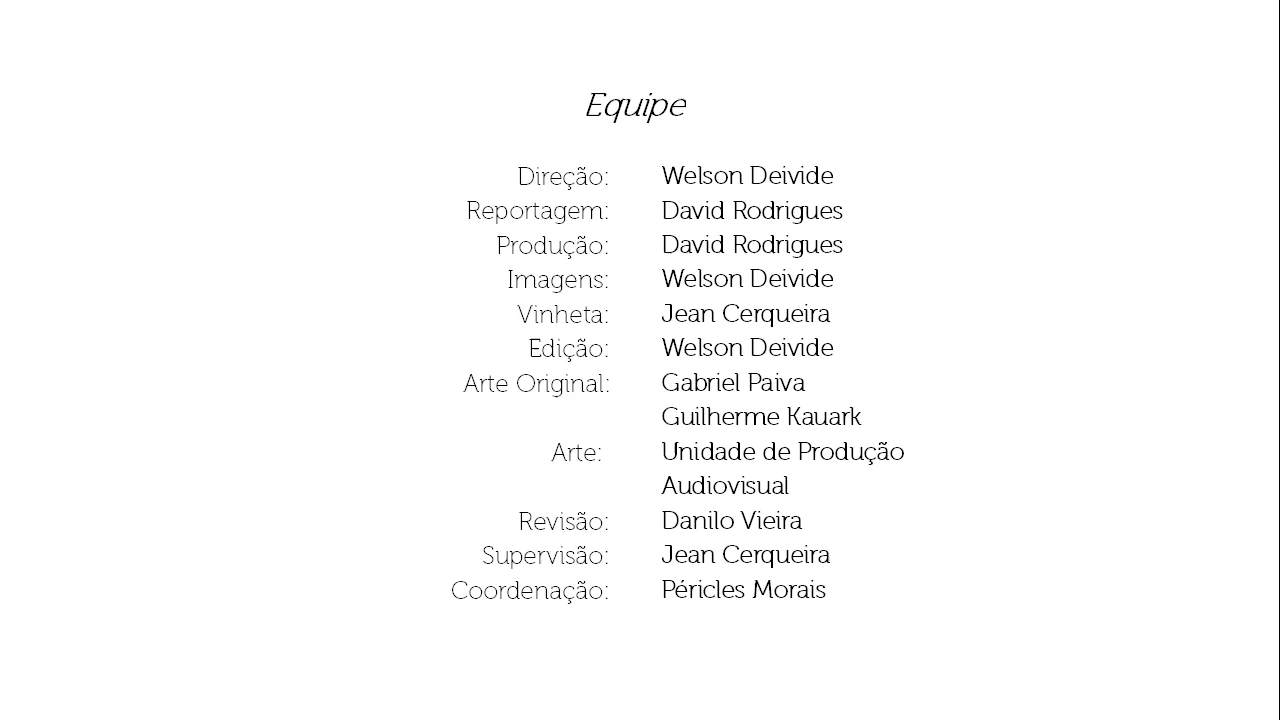 Equipe
Direção: Welson Deivide
Reportagem: David Rodrigues
Produção: David Rodrigues
Imagens: Welson Deivide
Vinheta: Jean Cerqueira
Edição: Welson Deivide
Arte Original: Gabriel Paiva
Guilherme Kauark
Arte: Unidade de Produção
Audiovisual
Revisão: Danilo Vieira
Supervisão: Jean Cerqueira
Coordenação: Péricles Morais